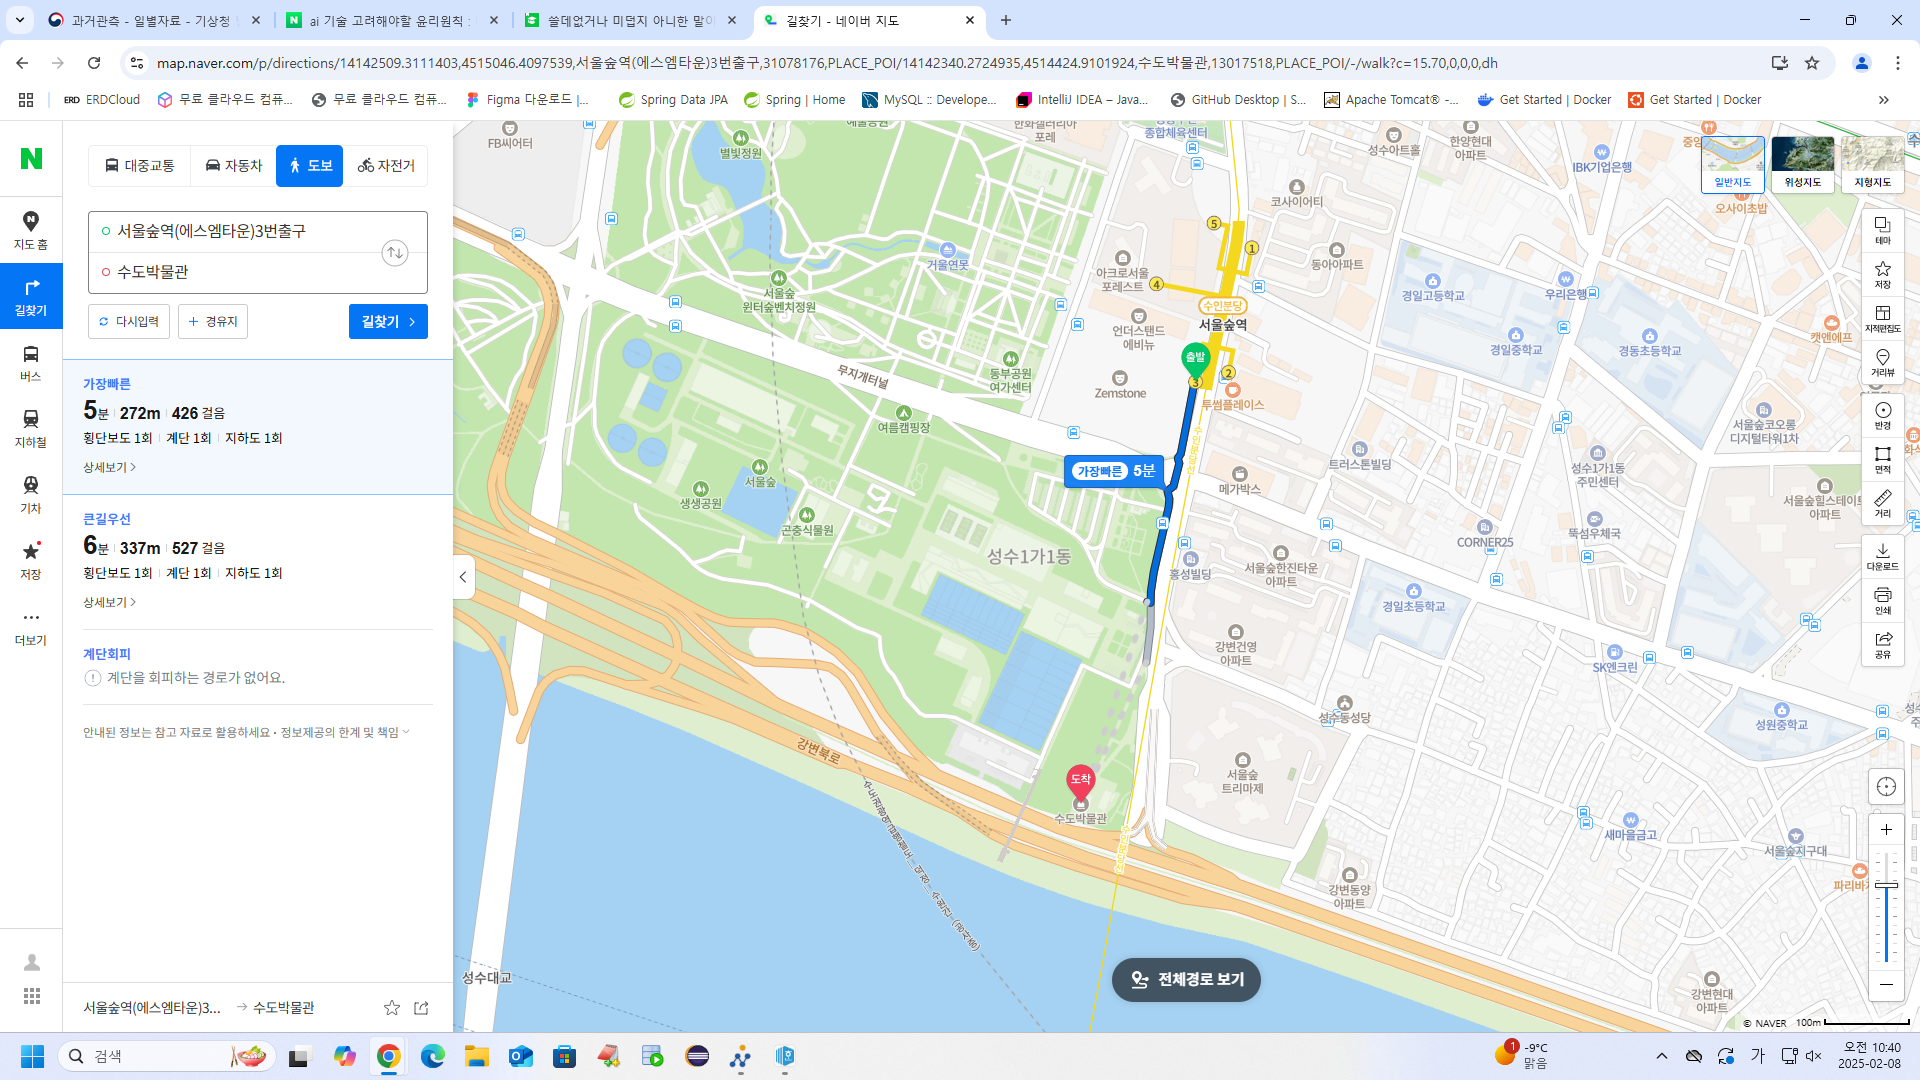 과거관측 - 일별자료 - 기상청
ai 기술 고려해야할 윤리원칙 :
쓸데없거나 미덥지 아니한 말이
길찾기 - 네이버 지도
map.naver.com/p/directions/14142509.3111403,4515046.4097539,서울숲역(에스엠타운)3번출구,31078176,PLACE_POI/14142340.2724935,4514424.9101924,수도박물관,13017518,PLACE_POI/-/walk?c=15.70,0,0,0,dh
ERD ERDCloud
무료 클라우드 컴퓨...
무료 클라우드 컴퓨...
Figma 다운로드 |...
Spring Data JPA
Spring | Home
MySQL :: Develope...
IntelliJ IDEA – Java...
GitHub Desktop | S...
Apache Tomcat® -...
Get Started | Docker
Get Started | Docker
N
지도 홈
길찾기
버스
지하철
기차
저장
더보기
대중교통
자동차
도보
자전거
서울숲역(에스엠타운)3번출구
수도박물관
다시입력
경유지
길찾기
가장빠른
5분 272m 426 걸음
횡단보도 1회 계단 1회 지하도 1회
상세보기
큰길우선
6분 337m 527 걸음
횡단보도 1회 계단 1회 지하도 1회
상세보기
계단회피
계단을 회피하는 경로가 없어요.
안내된 정보는 참고 자료로 활용하세요 · 정보제공의 한계 및 책임
서울숲역(에스엠타운)3... → 수도박물관
FB씨어터
별빛정원
예술공원
한화갤러리아
포레
종합체육센터
성수아트홀
한양현대
아파트
IBK기업은행
중앙
오사이초밥
일반지도
위성지도
지형지도
코사이어티
5
1
4
거울연못
서울숲
윈터숲벤치정원
아크로서울
포레스트
동아아파트
경일고등학교
우리은행
수인분당
서울숲역
언더스탠드
에비뉴
출발
3
2
투썸플레이스
Zemstone
동부공원
여가센터
무지개터널
여름캠핑장
경일중학교
경동초등학교
캣앤에프
가장빠른 5분
메가박스
트러스톤빌딩
서울숲코오롱
디지털타워1차
성수1가1동
주민센터
서울숲힐스테이트
아파트
뚝섬우체국
CORNER25
서울숲
생생공원
곤충식물원
성수1가1동
홍성빌딩
서울숲한진타운
아파트
경일초등학교
강변건영
아파트
SK엔크린
성수동성당
성원중학교
서울숲
트리마제
강변북로
도착
수도박물관
새마을금고
서울숲지구대
파리바
강변동양
아파트
강변현대
아파트
성수대교
전체경로 보기
테마
저장
지적편집도
거리뷰
반경
면적
거리
다운로드
인쇄
공유
© NAVER 100m
검색
1
-9°C
맑음
가
오전 10:40
2025-02-08